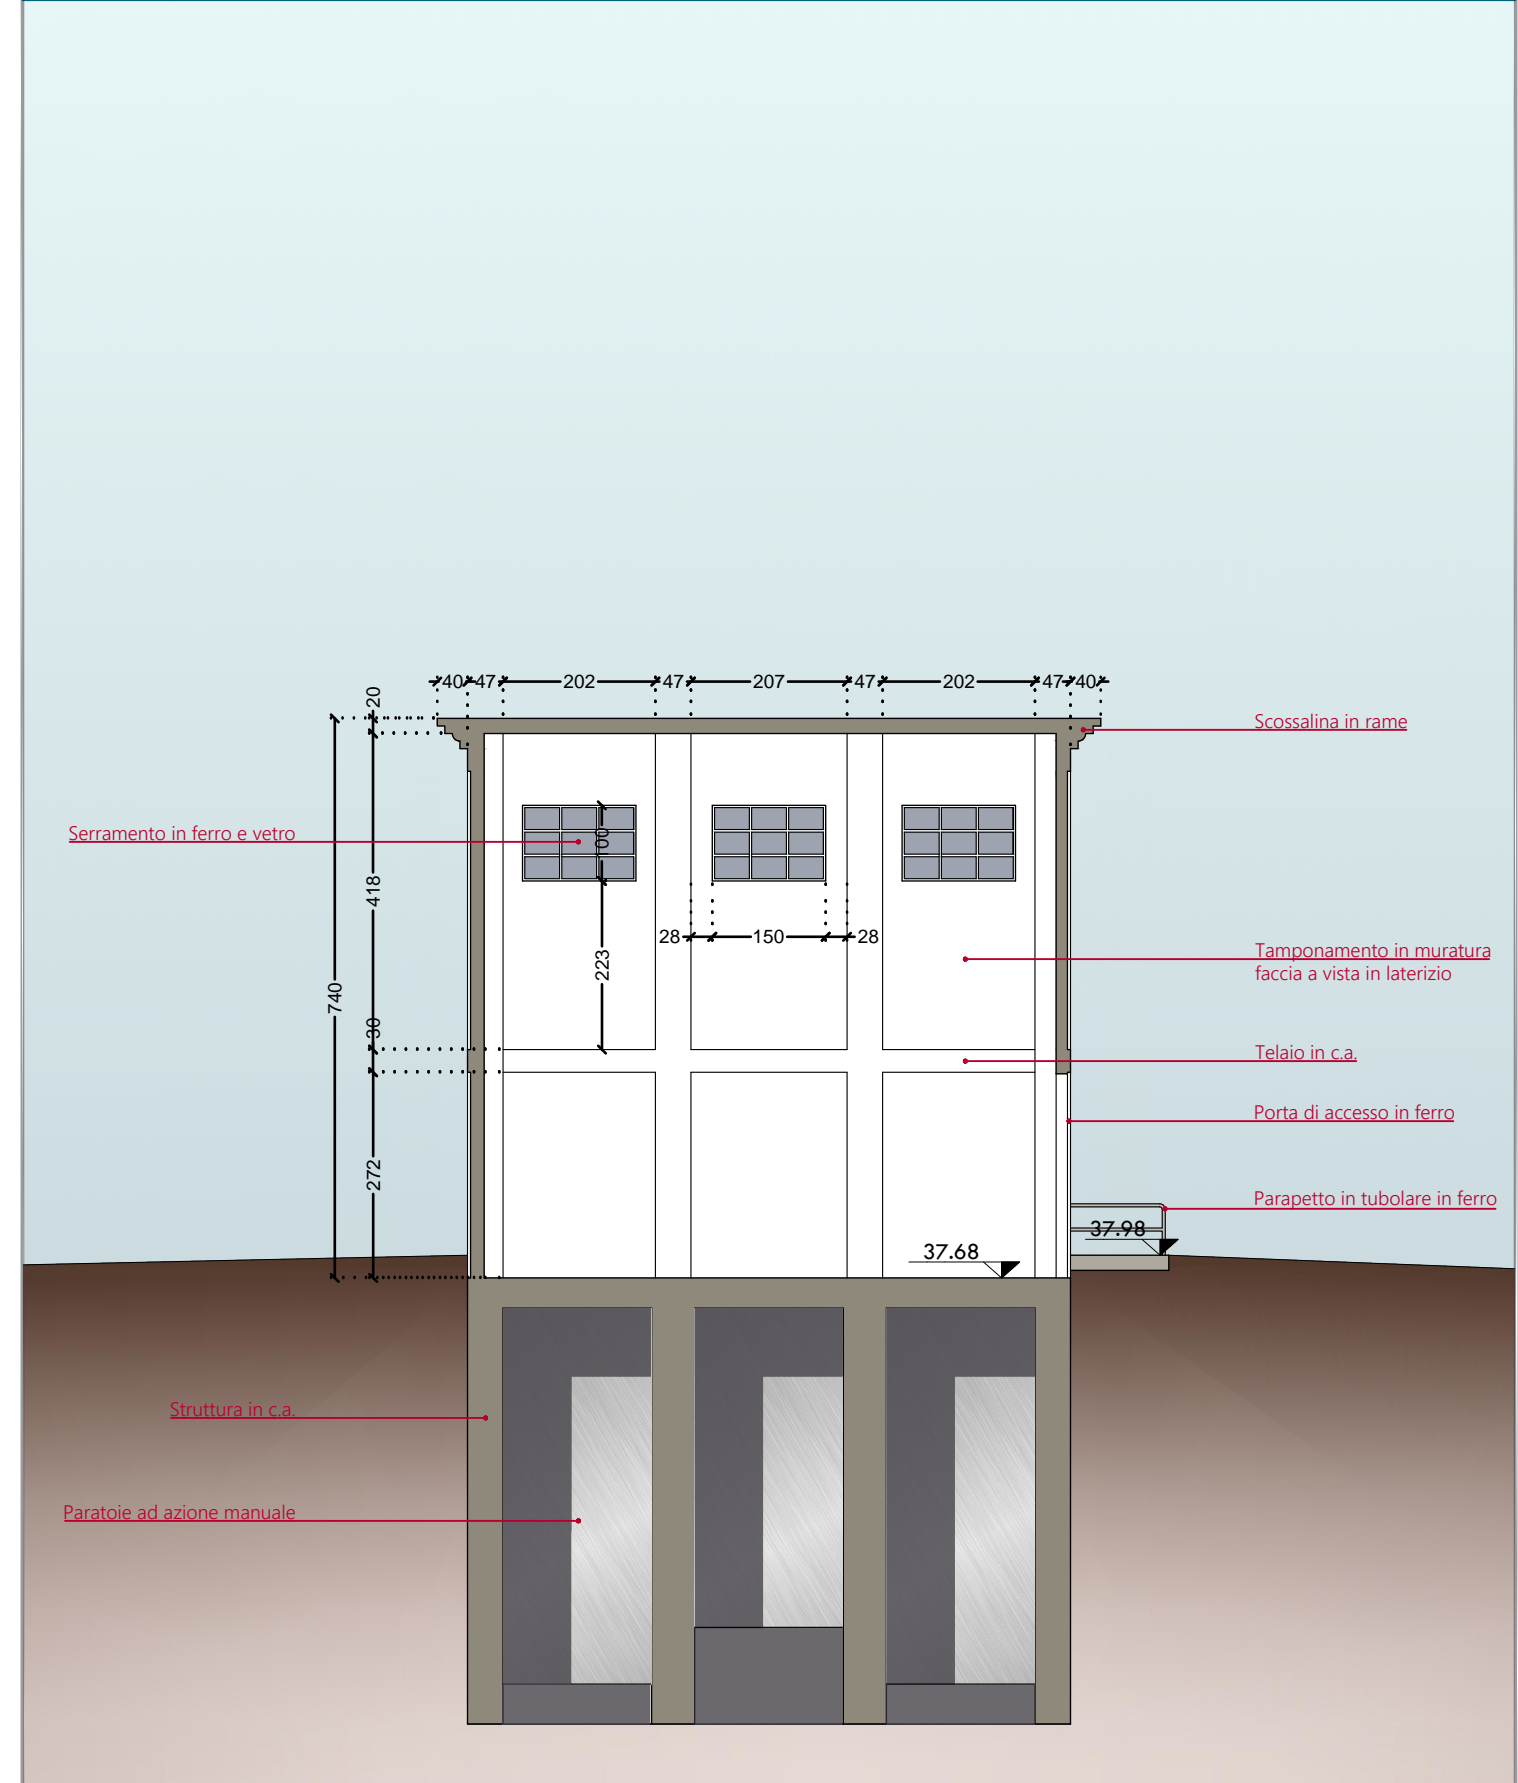 40 47 202 47 207 47 202 47 40
20
Scossalina in rame
Serramento in ferro e vetro
100
418
28 150 28
223
Tamponamento in muratura
faccia a vista in laterizio
740
30
Telaio in c.a.
Porta di accesso in ferro
272
Parapetto in tubolare in ferro
37.98
37.68
Struttura in c.a.
Paratoie ad azione manuale